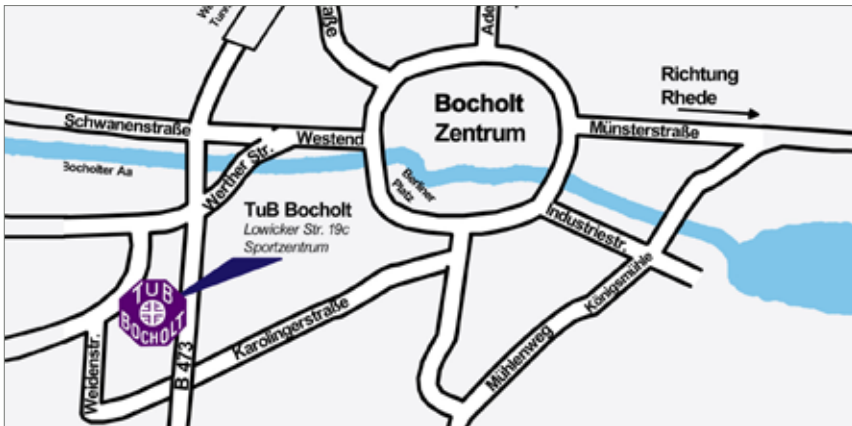 Bocholt
Zentrum
Richtung
Rhede
Schwanenstraße
Westend
Münsterstraße
Bocholter Aa
Werther Str.
Berliner
Platz
TuB Bocholt
Lowicker Str. 19c
Sportzentrum
Industriestr.
TUB
BOCHOLT
Königsmühle
Karolingerstraße
Mühlenweg
Weidenstr.
B 473